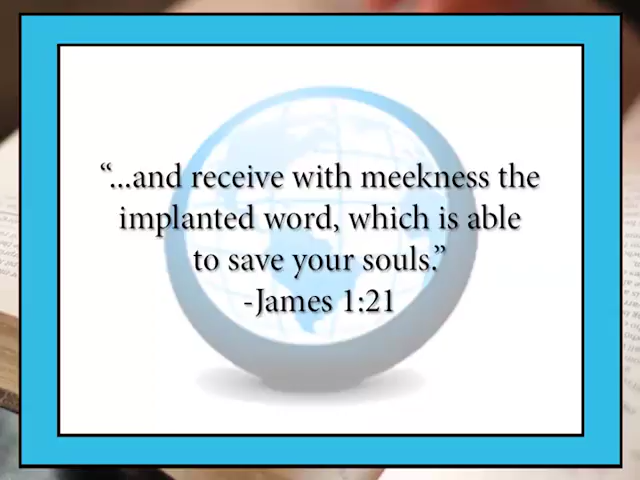 “...and receive with meekness the
implanted word, which is able
to save your souls.”
-James 1:21